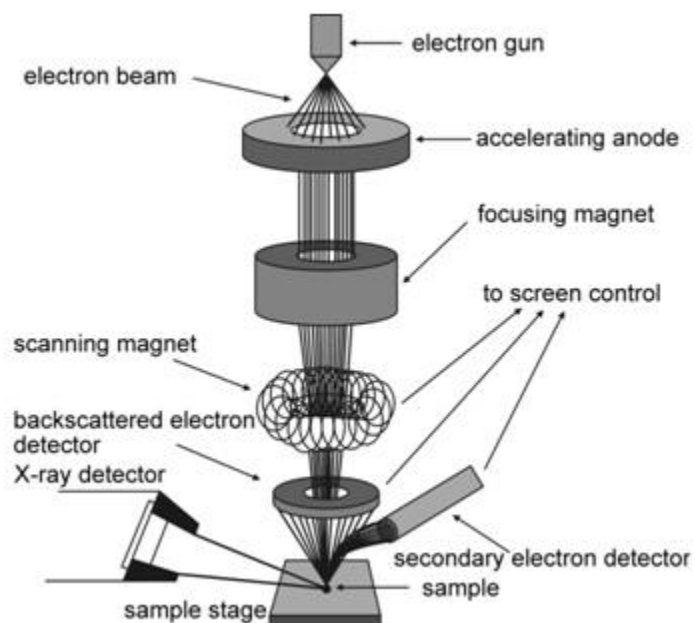 electron gun
electron beam
accelerating anode
focusing magnet
to screen control
scanning magnet
backscattered electron
detector
X-ray detector
secondary electron detector
sample
sample stage